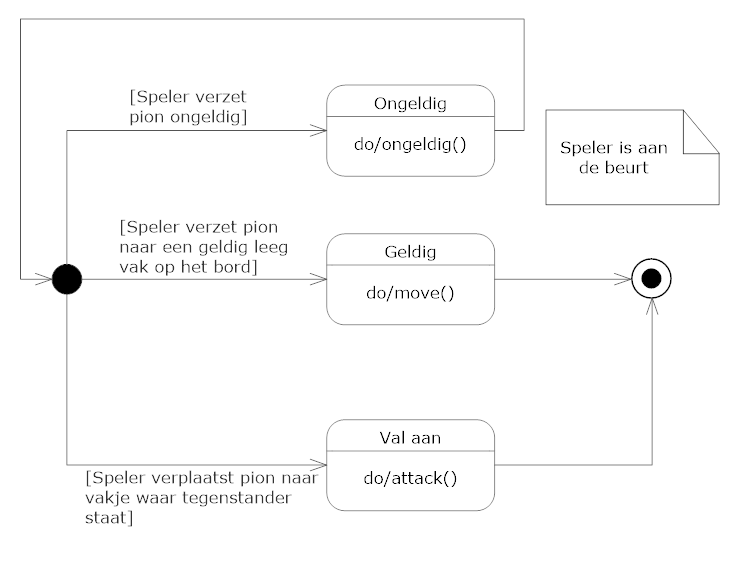 [Speler verzet
pion ongeldig]
Ongeldig
do/ongeldig()
Speler is aan
de beurt
[Speler verzet pion
naar een geldig leeg
vak op het bord]
Geldig
do/move()
Val aan
do/attack()
[Speler verplaatst pion naar
vakje waar tegenstander
staat]